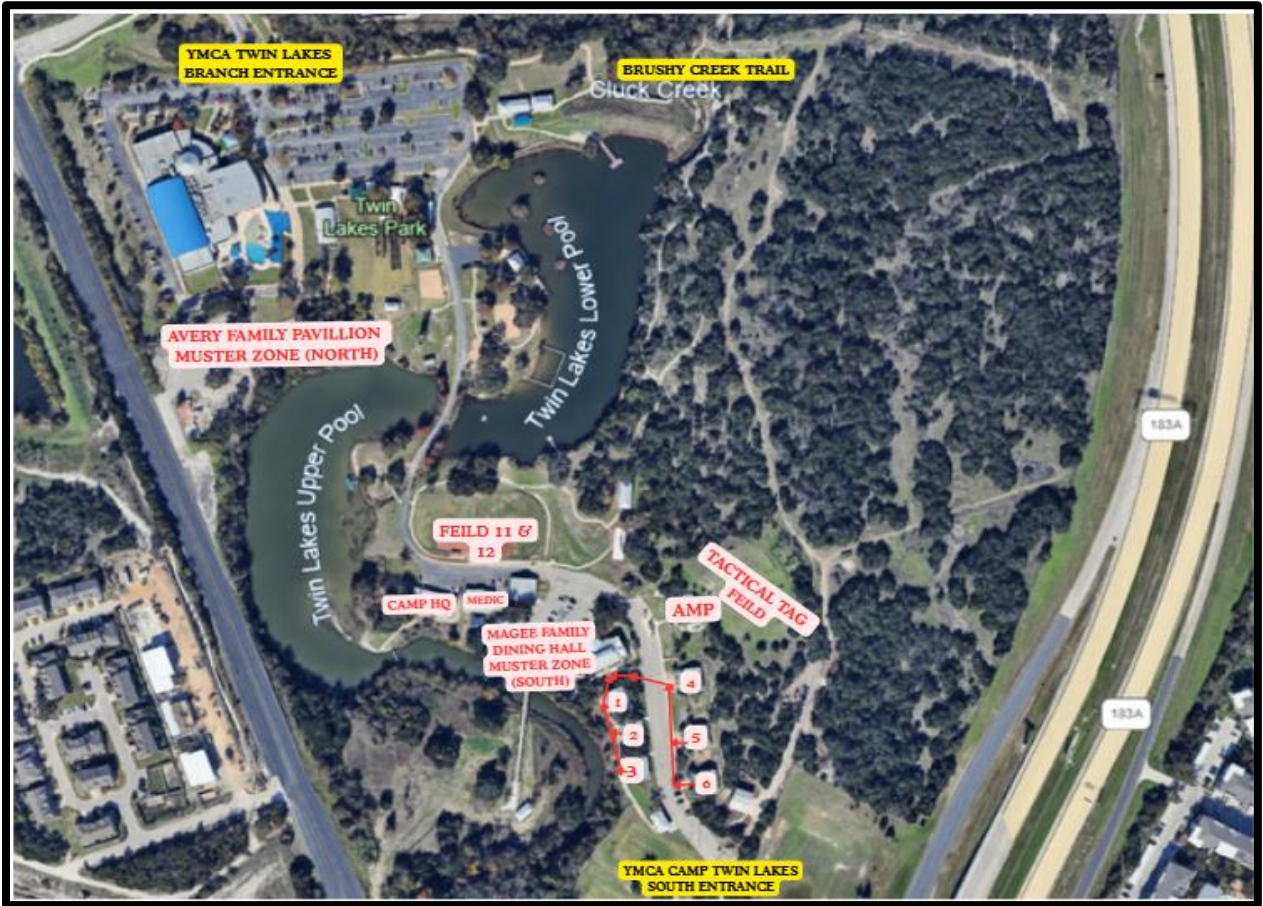 YMCA TWIN LAKES
BRANCH ENTRANCE
BRUSHY CREEK TRAIL
Cluck Creek
Twin
Lakes Park
Twin Lakes Lower Pool
AVERY FAMILY PAVILLION
MUSTER ZONE (NORTH)
Twin Lakes Upper Pool
183A
FEILD 11 &
12
TACTICAL TAG
FEILD
CAMP HQ
MEDIC
AMP
MAGEE FAMILY
DINING HALL
MUSTER ZONE
(SOUTH)
4
1
183A
2
5
3
6
YMCA CAMP TWIN LAKES
SOUTH ENTRANCE